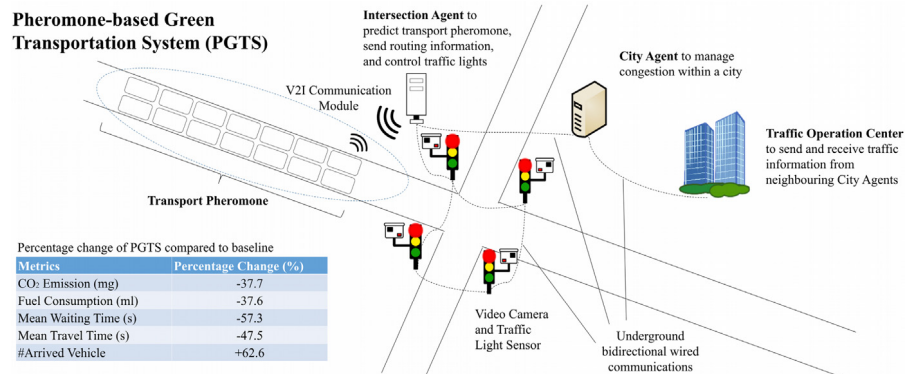 Pheromone-based Green
Transportation System (PGTS)
Intersection Agent to
predict transport pheromone,
send routing information,
and control traffic lights
City Agent to manage
congestion within a city
V2I Communication
Module
Traffic Operation Center
to send and receive traffic
information from
neighbouring City Agents
Transport Pheromone
Percentage change of PGTS compared to baseline
Metrics Percentage Change (%)
CO2 Emission (mg) -37.7
Fuel Consumption (ml) -37.6
Mean Waiting Time (s) -57.3
Mean Travel Time (s) -47.5
#Arrived Vehicle +62.6
Video Camera
and Traffic
Light Sensor
Underground
bidirectional wired
communications